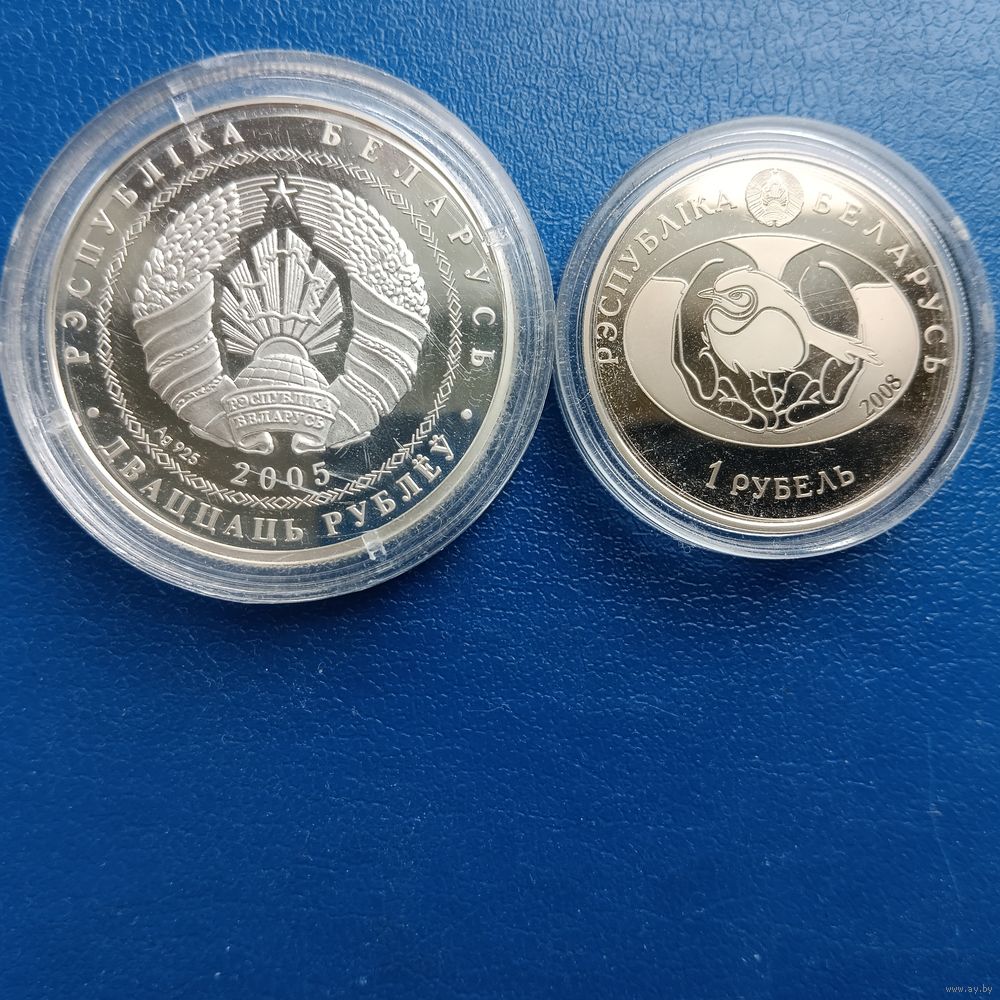 РЭСПУБЛІКА БЕЛАРУСЬ
РЭСПУБЛІКА
БЕЛАРУСЬ
Ag 925
2005
· ДВАЦЦАЦЬ РУБЛЁЎ ·
РЭСПУБЛІКА БЕЛАРУСЬ
2008
1 РУБЕЛЬ
www.ay.by